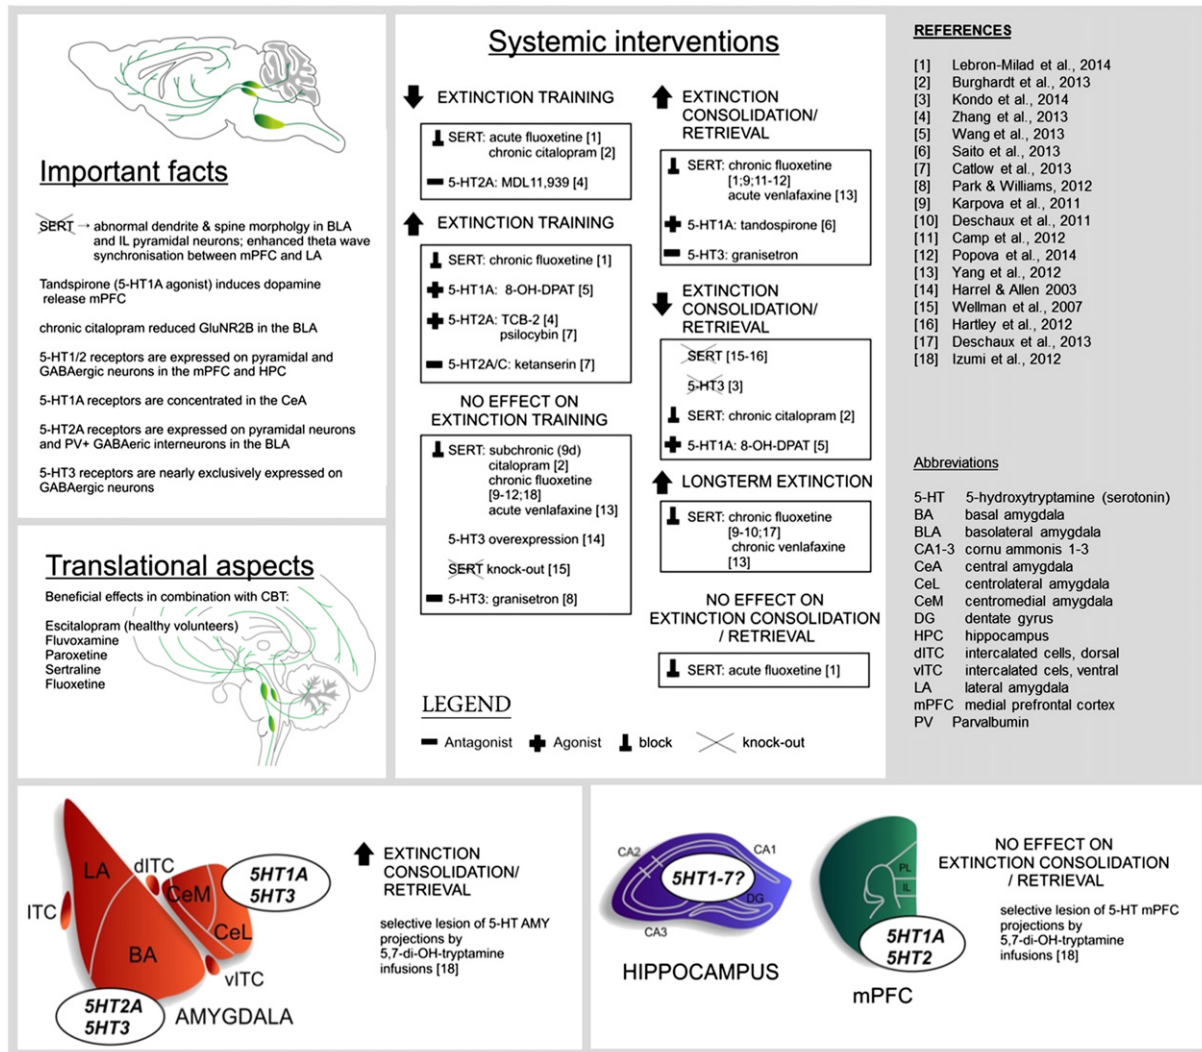 Important facts
SERT → abnormal dendrite & spine morpholgy in BLA
and IL pyramidal neurons; enhanced theta wave
synchronisation between mPFC and LA
Tandspirone (5-HT1A agonist) induces dopamine
release mPFC
chronic citalopram reduced GluNR2B in the BLA
5-HT1/2 receptors are expressed on pyramidal and
GABAergic neurons in the mPFC and HPC
5-HT1A receptors are concentrated in the CeA
5-HT2A receptors are expressed on pyramidal neurons
and PV+ GABAeric interneurons in the BLA
5-HT3 receptors are nearly exclusively expressed on
GABAergic neurons
Translational aspects
Beneficial effects in combination with CBT:
Escitalopram (healthy volunteers)
Fluvoxamine
Paroxetine
Sertraline
Fluoxetine
Systemic interventions
EXTINCTION TRAINING
SERT: acute fluoxetine [1]
chronic citalopram [2]
5-HT2A: MDL11,939 [4]
EXTINCTION TRAINING
SERT: chronic fluoxetine [1]
5-HT1A: 8-OH-DPAT [5]
5-HT2A: TCB-2 [4]
psilocybin [7]
5-HT2A/C: ketanserin [7]
NO EFFECT ON
EXTINCTION TRAINING
SERT: subchronic (9d)
citalopram [2]
chronic fluoxetine
[9-12;18]
acute venlafaxine [13]
5-HT3 overexpression [14]
SERT knock-out [15]
5-HT3: granisetron [8]
EXTINCTION
CONSOLIDATION/
RETRIEVAL
SERT: chronic fluoxetine
[1;9;11-12]
acute venlafaxine [13]
5-HT1A: tandospirone [6]
5-HT3: granisetron
EXTINCTION
CONSOLIDATION/
RETRIEVAL
SERT [15-16]
5-HT3 [3]
SERT: chronic citalopram [2]
5-HT1A: 8-OH-DPAT [5]
LONGTERM EXTINCTION
SERT: chronic fluoxetine
[9-10;17]
chronic venlafaxine
[13]
NO EFFECT ON
EXTINCTION CONSOLIDATION
/ RETRIEVAL
SERT: acute fluoxetine [1]
LEGEND
Antagonist Agonist block knock-out
REFERENCES
[1] Lebron-Milad et al., 2014
[2] Burghardt et al., 2013
[3] Kondo et al., 2014
[4] Zhang et al., 2013
[5] Wang et al., 2013
[6] Saito et al., 2013
[7] Catlow et al., 2013
[8] Park & Williams, 2012
[9] Karpova et al., 2011
[10] Deschaux et al., 2011
[11] Camp et al., 2012
[12] Popova et al., 2014
[13] Yang et al., 2012
[14] Harrel & Allen 2003
[15] Wellman et al., 2007
[16] Hartley et al., 2012
[17] Deschaux et al., 2013
[18] Izumi et al., 2012
Abbreviations
5-HT 5-hydroxytryptamine (serotonin)
BA basal amygdala
BLA basolateral amygdala
CA1-3 cornu ammonis 1-3
CeA central amygdala
CeL centrolateral amygdala
CeM centromedial amygdala
DG dentate gyrus
HPC hippocampus
dITC intercalated cells, dorsal
vITC intercalated cels, ventral
LA lateral amygdala
mPFC medial prefrontal cortex
PV Parvalbumin
LA
dITC
CeM
5HT1A
5HT3
ITC
CeL
BA
vITC
5HT2A
5HT3
AMYGDALA
EXTINCTION
CONSOLIDATION/
RETRIEVAL
selective lesion of 5-HT AMY
projections by
5,7-di-OH-tryptamine
infusions [18]
CA2
CA1
5HT1-7?
DG
CA3
HIPPOCAMPUS
PL
IL
5HT1A
5HT2
mPFC
NO EFFECT ON
EXTINCTION CONSOLIDATION
/ RETRIEVAL
selective lesion of 5-HT mPFC
projections by
5,7-di-OH-tryptamine
infusions [18]